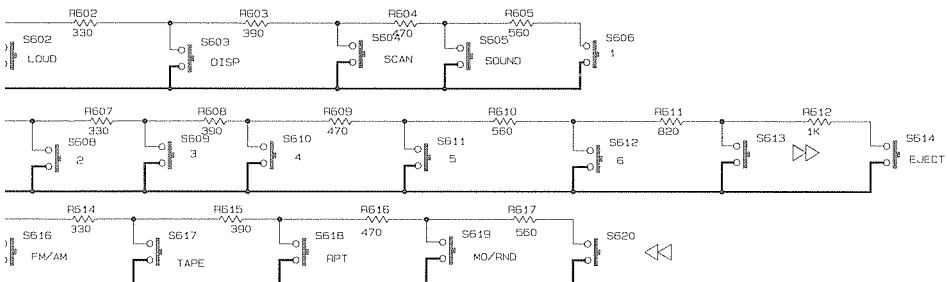 R602 R603 R604 R605
330 390 470 560
S602 S603 S604 S605 S606
LOUD DISP SCAN SOUND 1
R607 R608 R609 R610 R611 R612
330 390 470 560 820 1K
S608 S609 S610 S611 S612 S613 S614
2 3 4 5 6 EJECT
R614 R615 R616 R617
330 390 470 560
S616 S617 S618 S619 S620
FM/AM TAPE RPT MO/RND